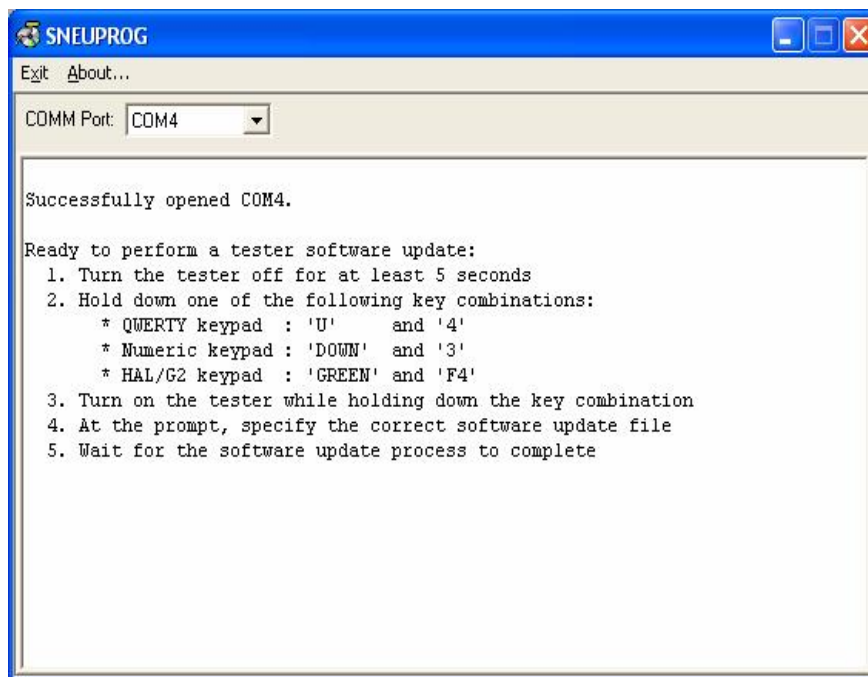 SNEUPROG
Exit About...
COMM Port: COM4
Successfully opened COM4.
Ready to perform a tester software update:
1. Turn the tester off for at least 5 seconds
2. Hold down one of the following key combinations:
* QWERTY keypad : 'U' and '4'
* Numeric keypad : 'DOWN' and '3'
* HAL/G2 keypad : 'GREEN' and 'F4'
3. Turn on the tester while holding down the key combination
4. At the prompt, specify the correct software update file
5. Wait for the software update process to complete